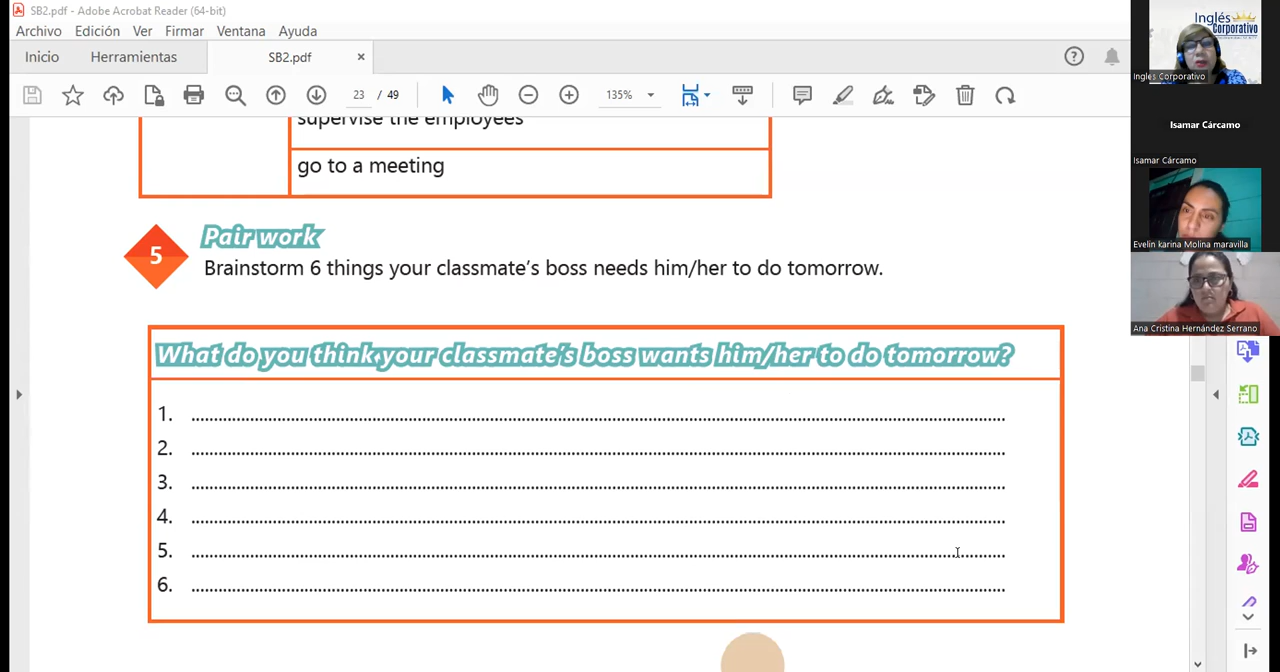 SB2.pdf - Adobe Acrobat Reader (64-bit)
Archivo Edición Ver Firmar Ventana Ayuda
Inicio Herramientas SB2.pdf
23 / 49 135%
supervise the employees
go to a meeting
5
Pair work
Brainstorm 6 things your classmate's boss needs him/her to do tomorrow.
What do you think your classmate's boss wants him/her to do tomorrow?
1. ....................
2. ....................
3. ....................
4. ....................
5. ....................
6. ....................
Inglés
Corporativo
Ingles Corporativo
Isamar Cárcamo
Isamar Cárcamo
Evelin karina Molina maravilla
Ana Cristina Hernández Serrano